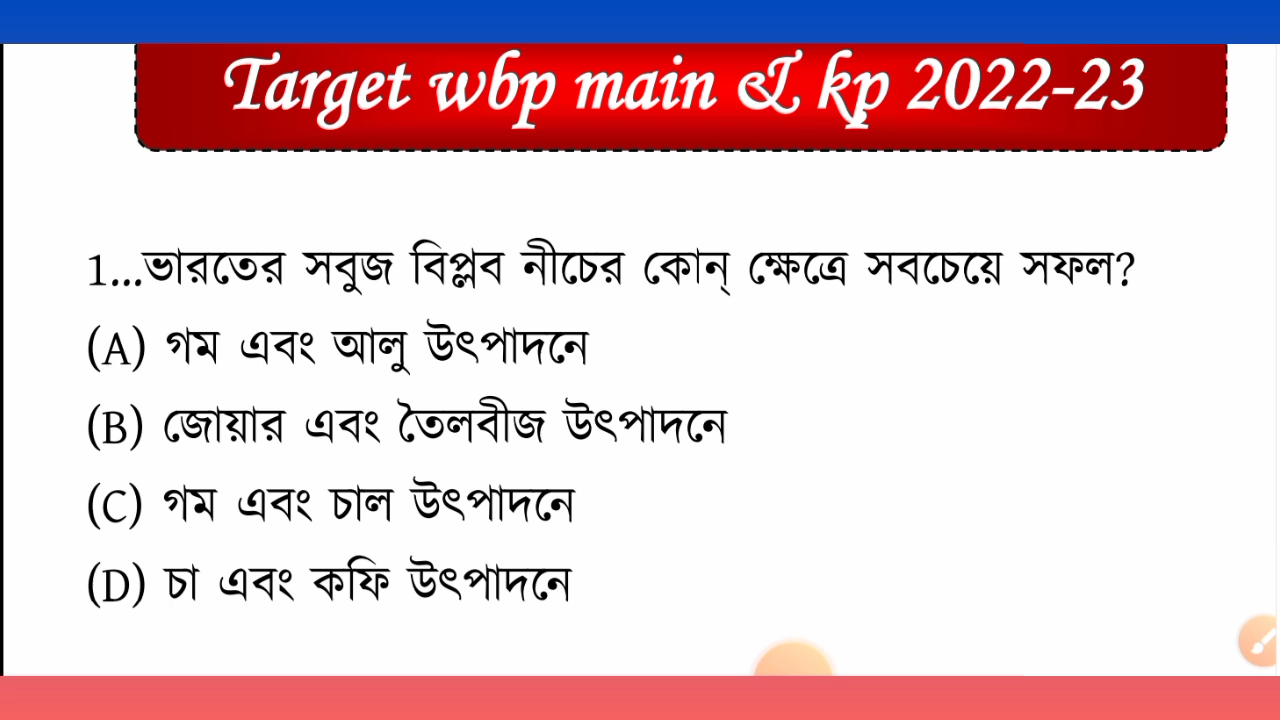 Target wbp main & kp 2022-23
1...ভারতের সবুজ বিপ্লব নীচের কোন্ ক্ষেত্রে সবচেয়ে সফল?
(A) গম এবং আলু উৎপাদনে
(B) জোয়ার এবং তৈলবীজ উৎপাদনে
(C) গম এবং চাল উৎপাদনে
(D) চা এবং কফি উৎপাদনে